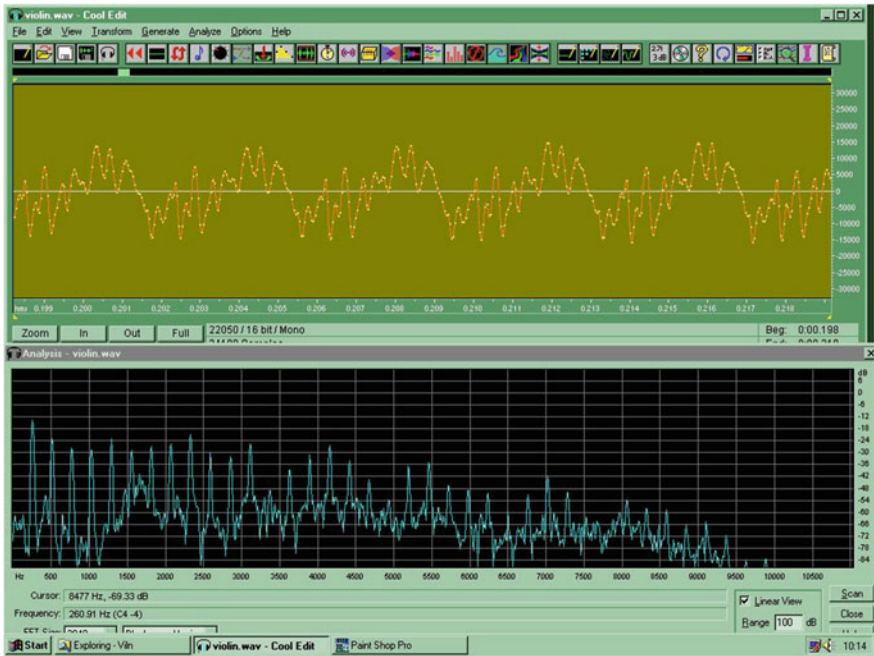 violin.wav - Cool Edit
File Edit View Transform Generate Analyze Options Help
30000
25000
20000
15000
10000
5000
0
-5000
-10000
-15000
-20000
-25000
-30000
hms 0.199 0.200 0.201 0.202 0.203 0.204 0.205 0.206 0.207 0.208 0.209 0.210 0.211 0.212 0.213 0.214 0.215 0.216 0.217 0.218
Zoom In Out Full 22050 / 16 bit / Mono Beg: 0:00.198
Analysis - violin.wav
dB
6
0
-6
-12
-18
-24
-30
-36
-42
-48
-54
-60
-66
-72
-78
-84
Hz 500 1000 1500 2000 2500 3000 3500 4000 4500 5000 5500 6000 6500 7000 7500 8000 8500 9000 9500 10000 10500
Cursor: 8477 Hz, -69.33 dB
Linear View
Scan
Frequency: 260.91 Hz (C4 -4)
Range 100 dB
Close
Start Exploring - Viln violin.wav - Cool Edit Paint Shop Pro 10:14